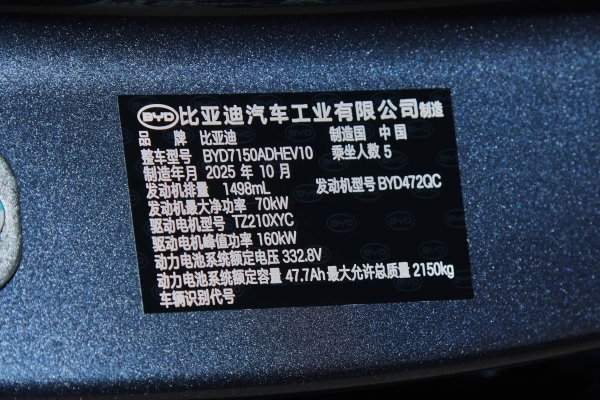 BYD 比亚迪汽车工业有限公司制造
品 牌 比亚迪 制造国 中国
整车型号 BYD7150ADHEV10 乘坐人数 5
制造年月 2025 年 10 月
发动机排量 1498mL 发动机型号 BYD472QC
发动机最大净功率 70kW
驱动电机型号 TZ210XYC
驱动电机峰值功率 160kW
动力电池系统额定电压 332.8V
动力电池系统额定容量 47.7Ah 最大允许总质量 2150kg
车辆识别代号